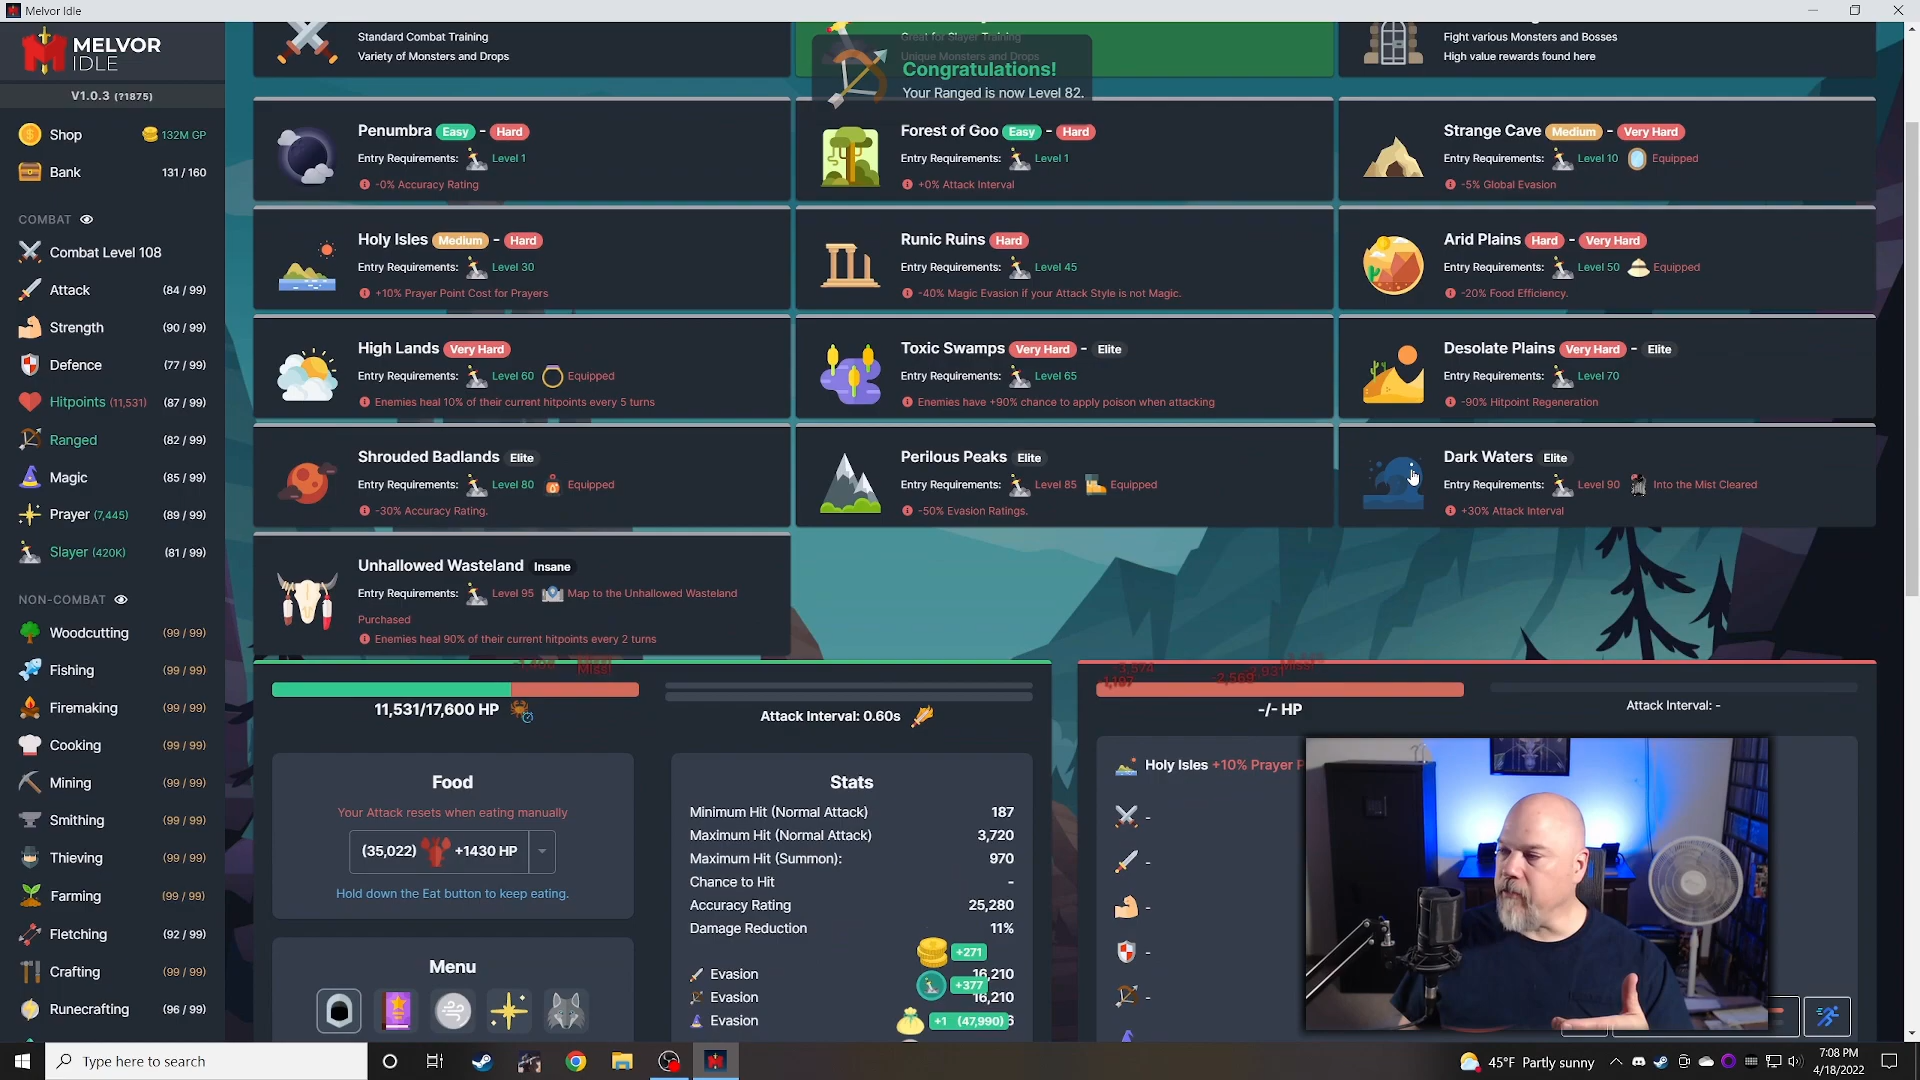 Melvor Idle
MELVOR
IDLE
V1.0.3 (?1875)
Shop 132M GP
Bank 131 / 160
COMBAT
Combat Level 108
Attack (84 / 99)
Strength (90 / 99)
Defence (77 / 99)
Hitpoints (11,531) (87 / 99)
Ranged (82 / 99)
Magic (85 / 99)
Prayer (7,445) (89 / 99)
Slayer (420K) (81 / 99)
NON-COMBAT
Woodcutting (99 / 99)
Fishing (99 / 99)
Firemaking (99 / 99)
Cooking (99 / 99)
Mining (99 / 99)
Smithing (99 / 99)
Thieving (99 / 99)
Farming (99 / 99)
Fletching (92 / 99)
Crafting (99 / 99)
Runecrafting (96 / 99)
Standard Combat Training
Variety of Monsters and Drops
Great for Slayer Training
Unique Monsters and Drops
Congratulations!
Your Ranged is now Level 82.
Fight various Monsters and Bosses
High value rewards found here
Penumbra Easy - Hard
Entry Requirements: Level 1
-0% Accuracy Rating
Forest of Goo Easy - Hard
Entry Requirements: Level 1
+0% Attack Interval
Strange Cave Medium - Very Hard
Entry Requirements: Level 10 Equipped
-5% Global Evasion
Holy Isles Medium - Hard
Entry Requirements: Level 30
+10% Prayer Point Cost for Prayers
Runic Ruins Hard
Entry Requirements: Level 45
-40% Magic Evasion if your Attack Style is not Magic.
Arid Plains Hard - Very Hard
Entry Requirements: Level 50 Equipped
-20% Food Efficiency.
High Lands Very Hard
Entry Requirements: Level 60 Equipped
Enemies heal 10% of their current hitpoints every 5 turns
Toxic Swamps Very Hard - Elite
Entry Requirements: Level 65
Enemies have +90% chance to apply poison when attacking
Desolate Plains Very Hard - Elite
Entry Requirements: Level 70
-90% Hitpoint Regeneration
Shrouded Badlands Elite
Entry Requirements: Level 80 Equipped
-30% Accuracy Rating.
Perilous Peaks Elite
Entry Requirements: Level 85 Equipped
-50% Evasion Ratings.
Dark Waters Elite
Entry Requirements: Level 90 Into the Mist Cleared
+30% Attack Interval
Unhallowed Wasteland Insane
Entry Requirements: Level 95 Map to the Unhallowed Wasteland
Purchased
Enemies heal 90% of their current hitpoints every 2 turns
Miss!
11,531/17,600 HP
Attack Interval: 0.60s
Food
Your Attack resets when eating manually
(35,022) +1430 HP
Hold down the Eat button to keep eating.
Menu
Stats
Minimum Hit (Normal Attack) 187
Maximum Hit (Normal Attack) 3,720
Maximum Hit (Summon): 970
Chance to Hit -
Accuracy Rating 25,280
Damage Reduction 11%
+271
Evasion 16,210
+377
Evasion 16,210
Evasion
+1 (47,990)
-/- HP
Attack Interval: -
Holy Isles +10% Prayer P
-
-
-
-
-
Type here to search
45°F Partly sunny
7:08 PM
4/18/2022